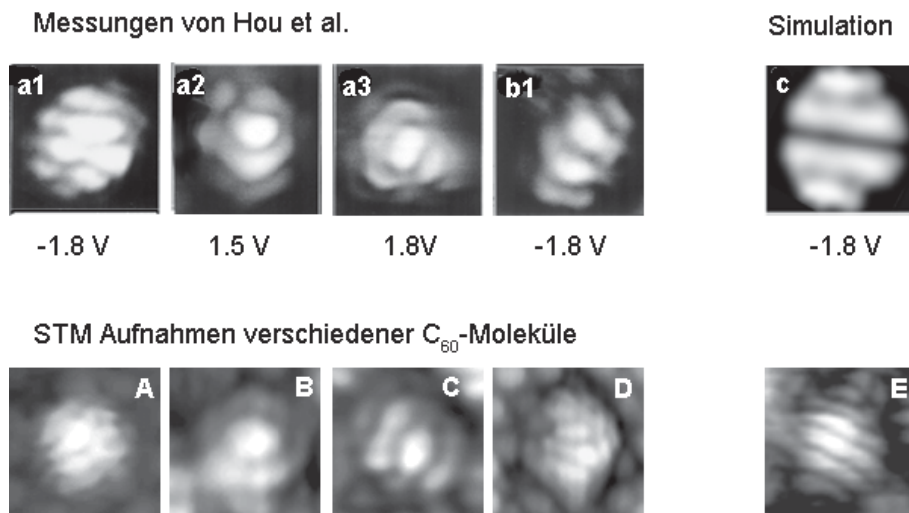 Messungen von Hou et al.
Simulation
a1 a2 a3 b1 c
-1.8 V 1.5 V 1.8V -1.8 V -1.8 V
STM Aufnahmen verschiedener C₆₀-Moleküle
A B C D E